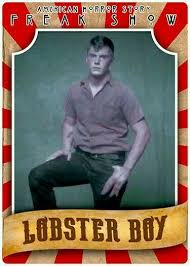 AMERICAN HORROR STORY
FREAK SHOW
LOBSTER BOY